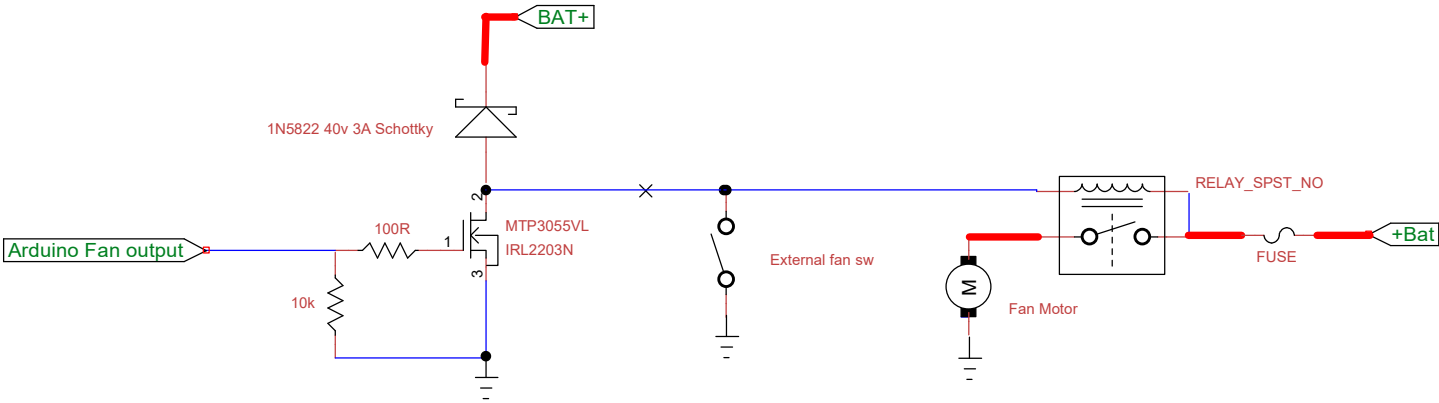 BAT+
1N5822 40v 3A Schottky
2
RELAY_SPST_NO
100R
1
MTP3055VL
IRL2203N
Arduino Fan output
+Bat
External fan sw
FUSE
3
10k
M
Fan Motor